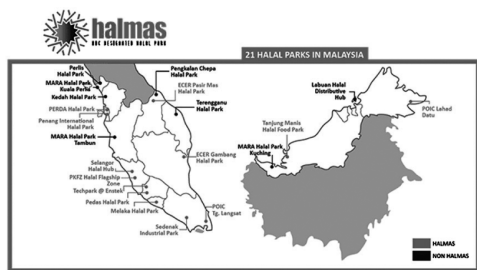 halmas
HDC DESIGNATED HALAL PARK
21 HALAL PARKS IN MALAYSIA
Perlis
Halal Park
MARA Halal Park
Kuala Perlis
Kedah Halal Park
PERDA Halal Park
Penang International
Halal Park
MARA Halal Park
Tambun
Selangor
Halal Hub
PKFZ Halal Flagship
Zone
Techpark @ Enstek
Pedas Halal Park
Melaka Halal Park
Sedenak
Industrial Park
Pengkalan Chepa
Halal Park
ECER Pasir Mas
Halal Park
Terengganu
Halal Park
ECER Gambang
Halal Park
POIC
Tg. Langsat
Labuan Halal
Distributive
Hub
POIC Lahad
Datu
Tanjung Manis
Halal Food Park
MARA Halal Park
Kuching
HALMAS
NON HALMAS